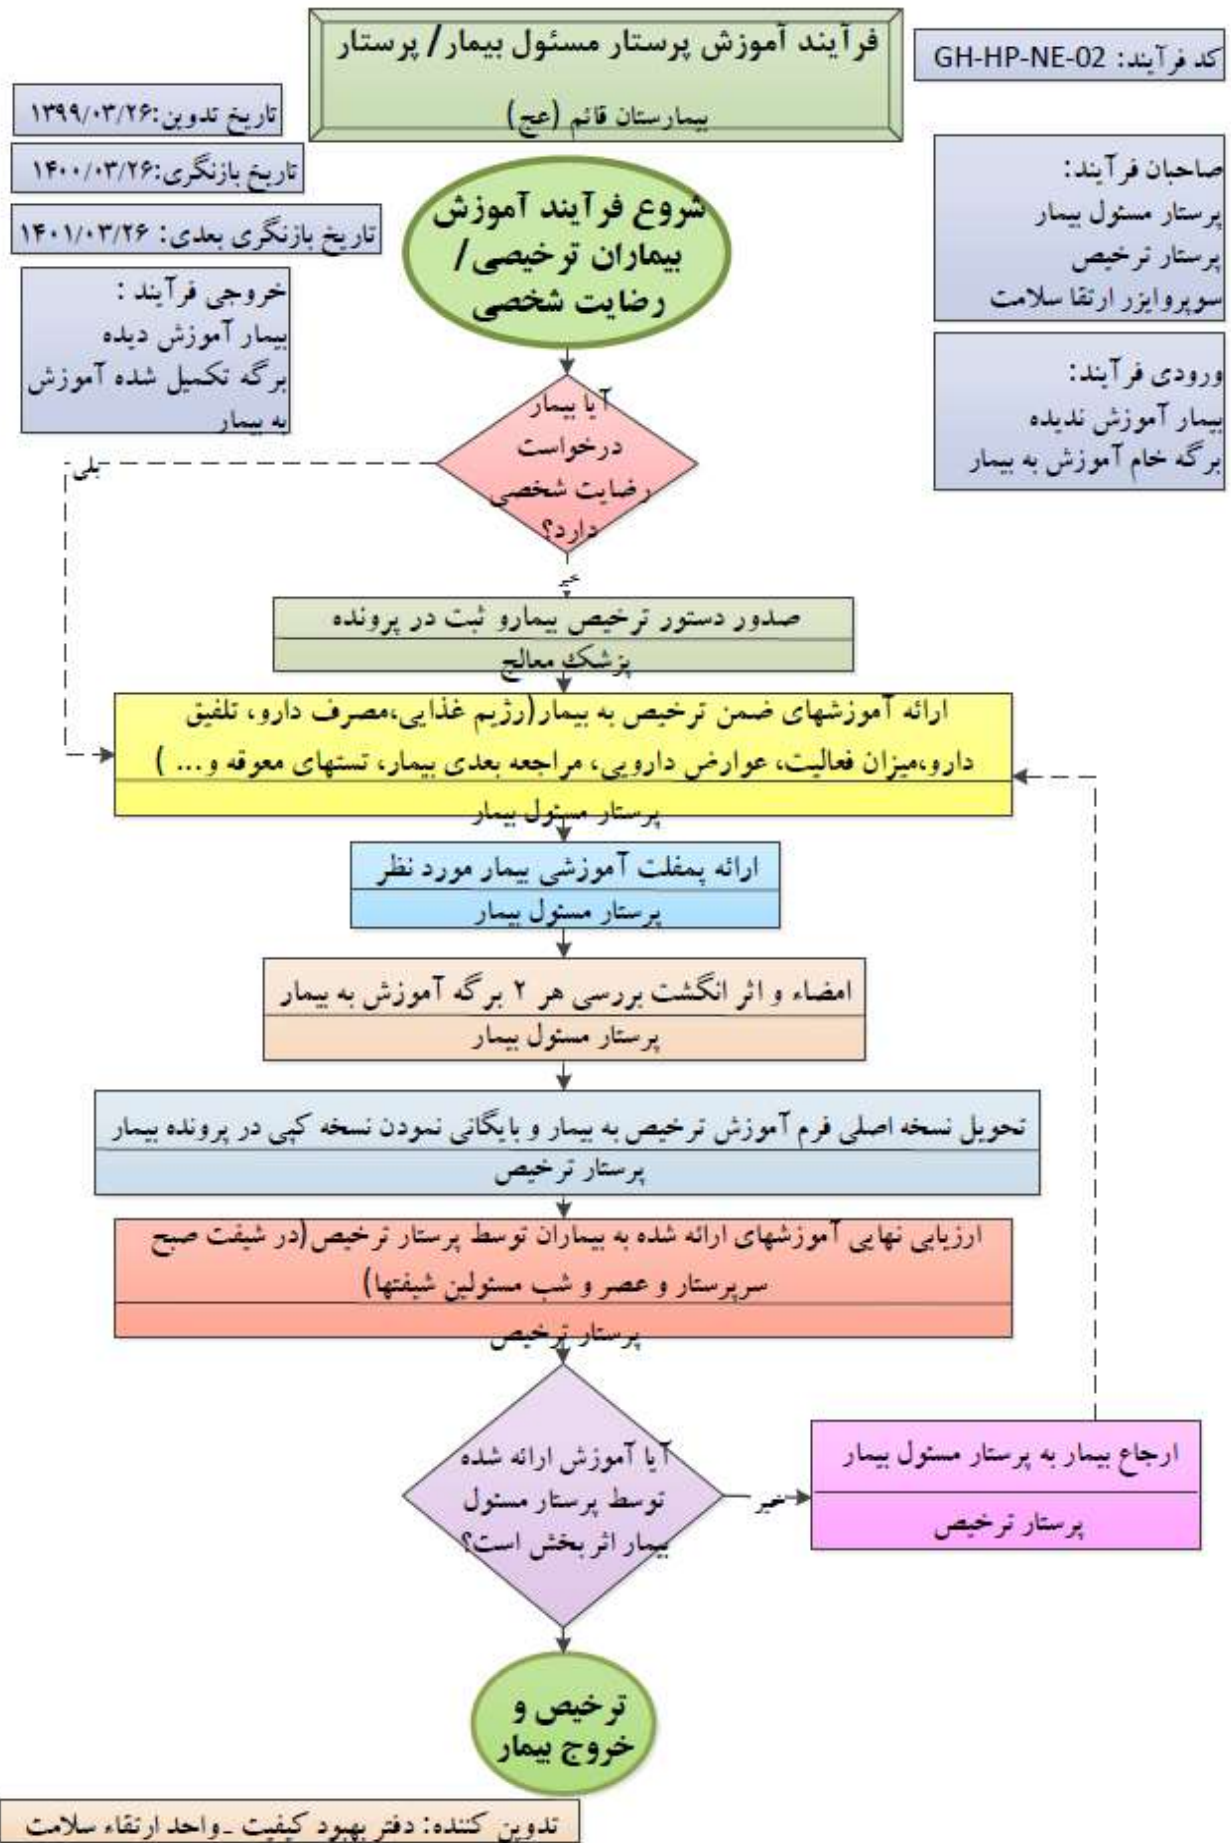 فرآیند آموزش پرستار مسئول بیمار/ پرستار
بیمارستان قائم (عج)
کد فرآیند: GH-HP-NE-02
تاریخ تدوین:۱۳۹۹/۰۳/۲۶
تاریخ بازنگری:۱۴۰۰/۰۳/۲۶
تاریخ بازنگری بعدی: ۱۴۰۱/۰۳/۲۶
صاحبان فرآیند:
پرستار مسئول بیمار
پرستار ترخیص
سوپروایزر ارتقا سلامت
ورودی فرآیند:
بیمار آموزش ندیده
برگه خام آموزش به بیمار
خروجی فرآیند :
بیمار آموزش دیده
برگه تکمیل شده آموزش
به بیمار
شروع فرآیند آموزش
بیماران ترخیصی/
رضایت شخصی
آیا بیمار
درخواست
رضایت شخصی
دارد؟
بلی
خیر
صدور دستور ترخیص بیمارو ثبت در پرونده
پزشک معالج
ارائه آموزشهای ضمن ترخیص به بیمار(رژیم غذایی،مصرف دارو، تلفیق
دارو،میزان فعالیت، عوارض دارویی، مراجعه بعدی بیمار، تستهای معوقه و... )
پرستار مسئول بیمار
ارائه پمفلت آموزشی بیمار مورد نظر
پرستار مسئول بیمار
امضاء و اثر انگشت بررسی هر ۲ برگه آموزش به بیمار
پرستار مسئول بیمار
تحویل نسخه اصلی فرم آموزش ترخیص به بیمار و بایگانی نمودن نسخه کپی در پرونده بیمار
پرستار ترخیص
ارزیابی نهایی آموزشهای ارائه شده به بیماران توسط پرستار ترخیص(در شیفت صبح
سرپرستار و عصر و شب مسئولین شیفتها)
پرستار ترخیص
آیا آموزش ارائه شده
توسط پرستار مسئول
بیمار اثربخش است؟
خیر
ارجاع بیمار به پرستار مسئول بیمار
پرستار ترخیص
ترخیص و
خروج بیمار
تدوین کننده: دفتر بهبود کیفیت _واحد ارتقاء سلامت